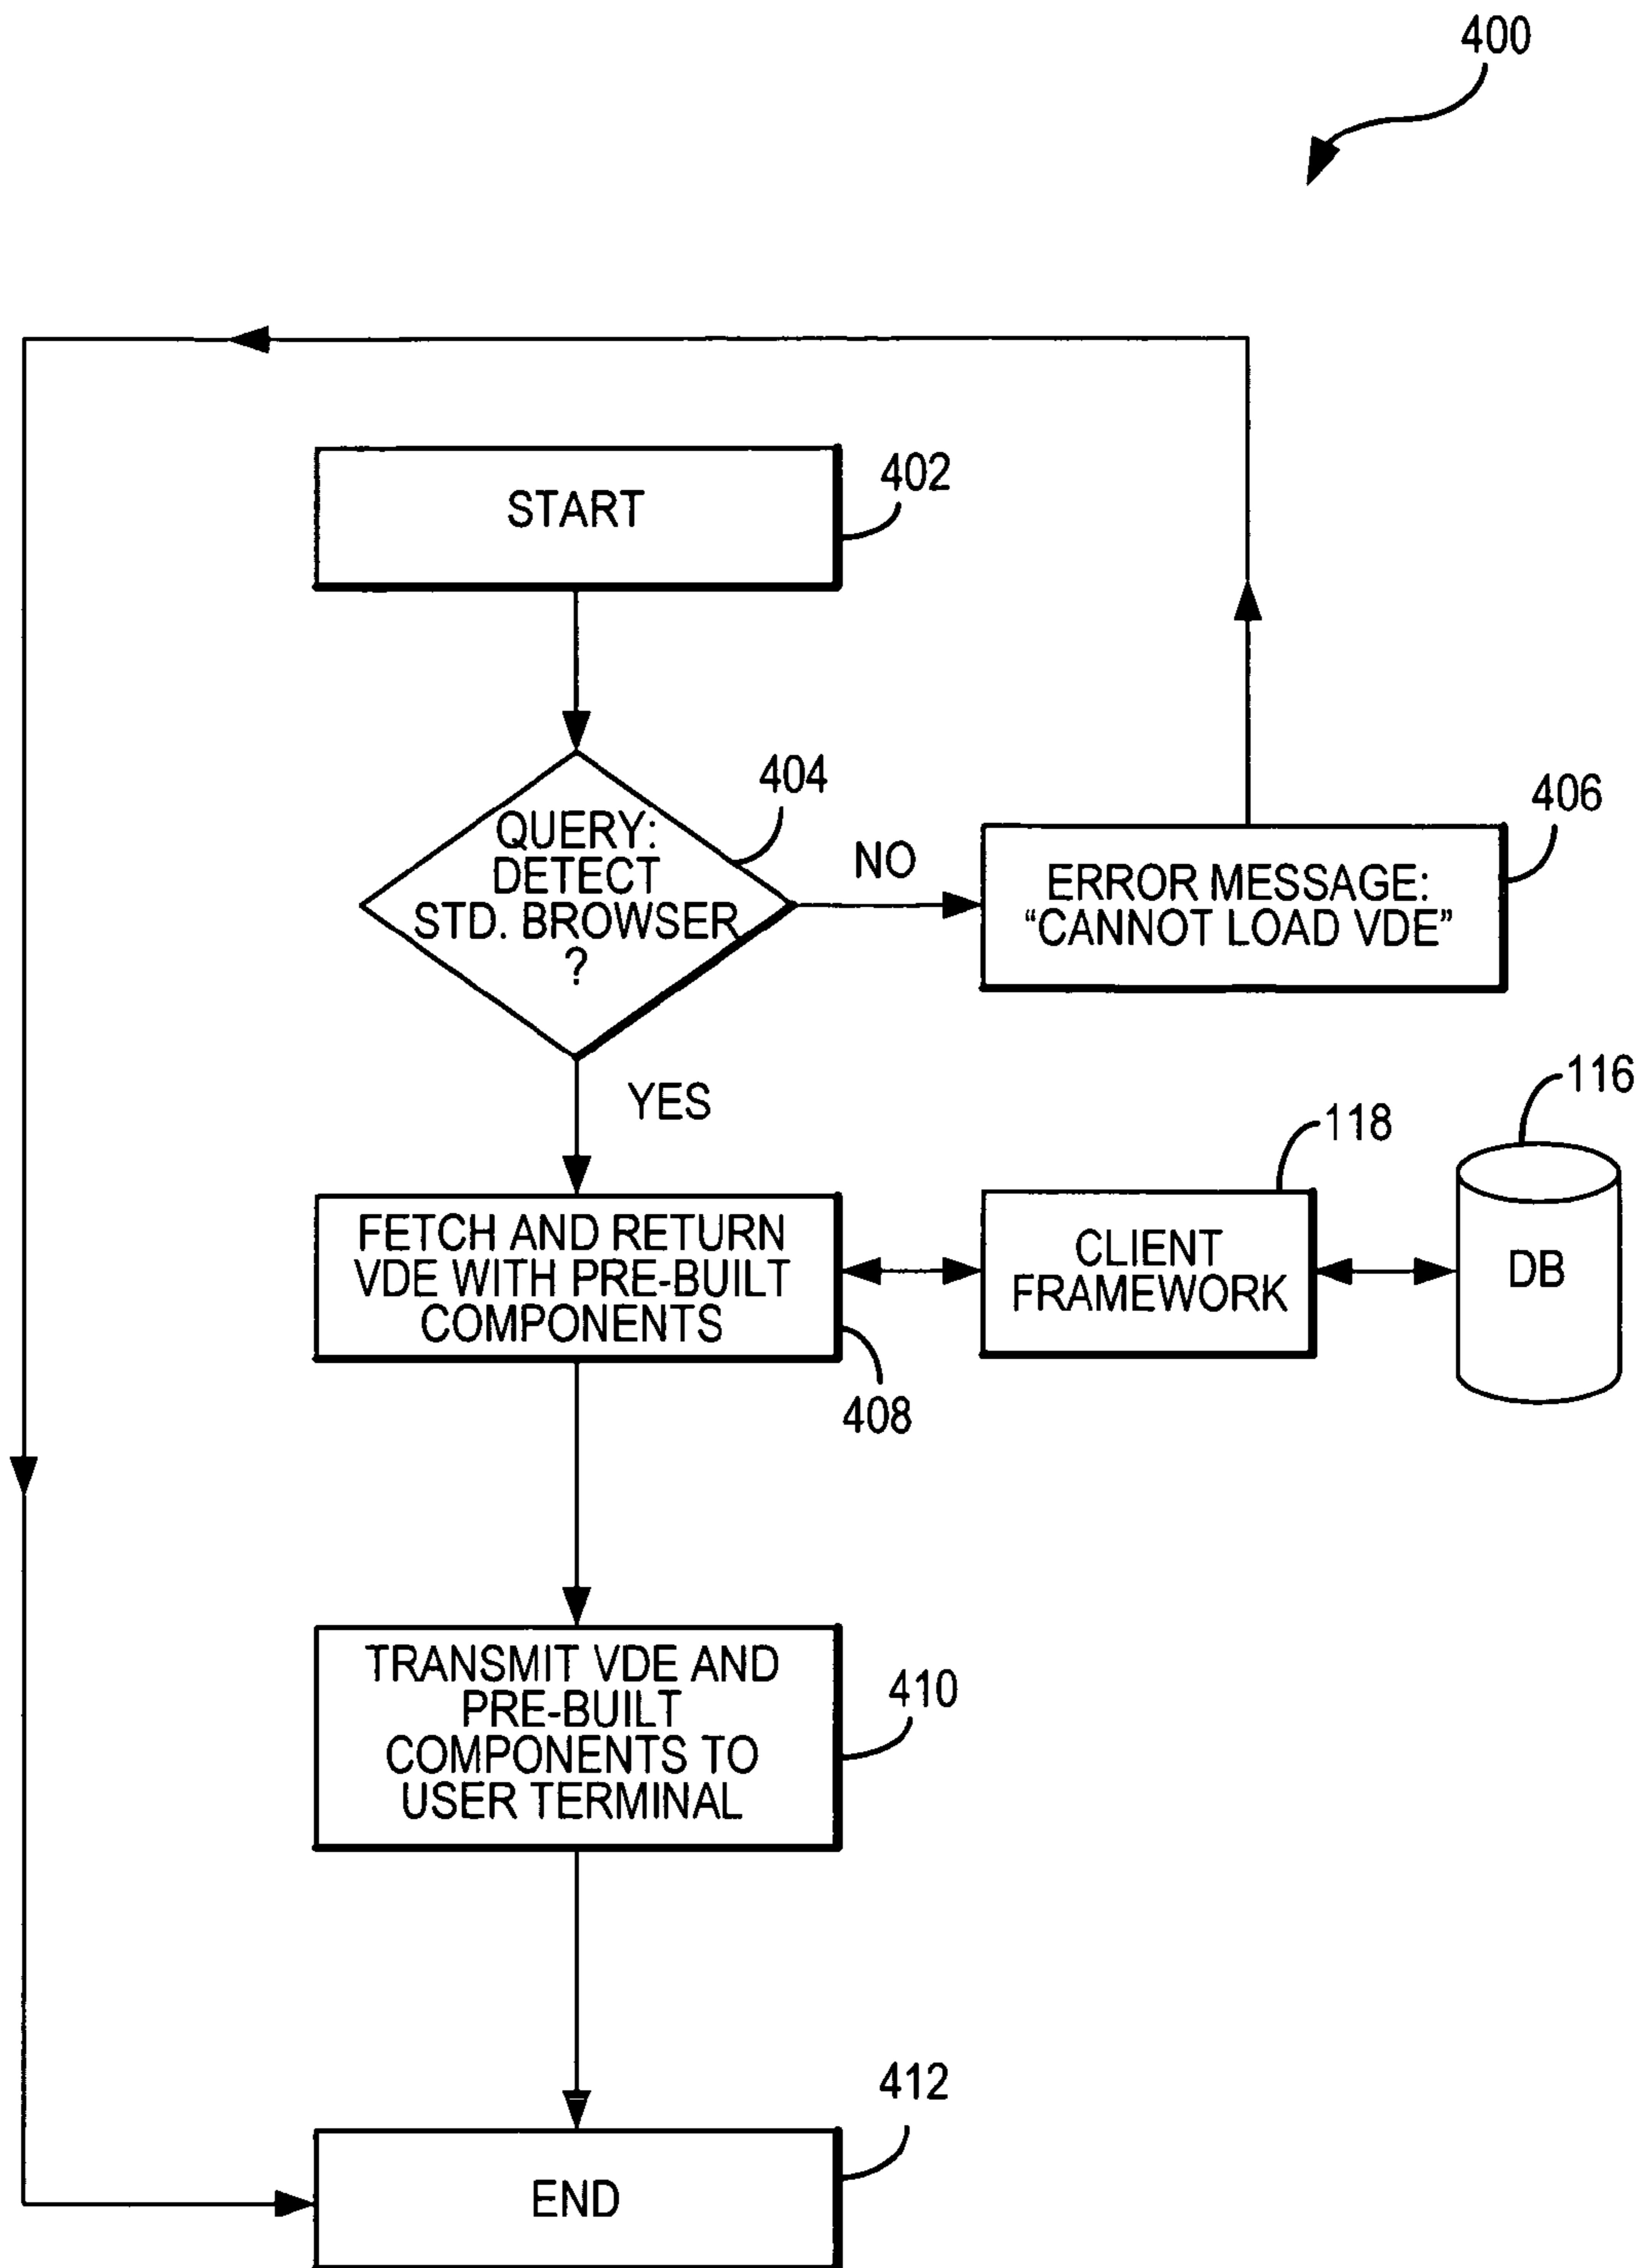 400
START
402
QUERY:
DETECT
STD. BROWSER
?
404
NO
ERROR MESSAGE:
“CANNOT LOAD VDE”
406
YES
FETCH AND RETURN
VDE WITH PRE-BUILT
COMPONENTS
408
CLIENT
FRAMEWORK
118
DB
116
TRANSMIT VDE AND
PRE-BUILT
COMPONENTS TO
USER TERMINAL
410
END
412